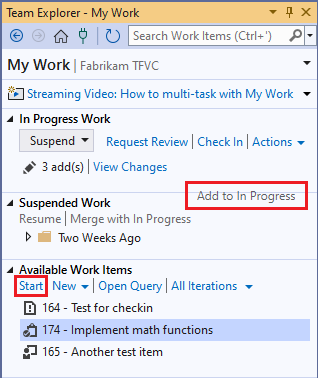 Team Explorer - My Work
Search Work Items (Ctrl+')
My Work | Fabrikam TFVC
Streaming Video: How to multi-task with My Work
In Progress Work
Suspend | Request Review | Check In | Actions
3 add(s) | View Changes
Add to In Progress
Suspended Work
Resume | Merge with In Progress
Two Weeks Ago
Available Work Items
Start | New | Open Query | All Iterations
164 - Test for checkin
174 - Implement math functions
165 - Another test item